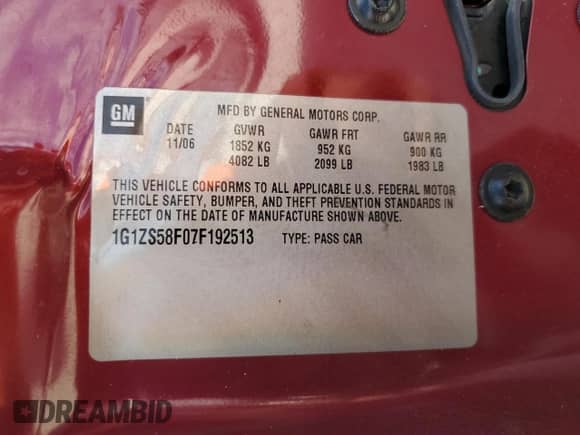 GM
MFD BY GENERAL MOTORS CORP.
DATE GVWR GAWR FRT GAWR RR
11/06 1852 KG 952 KG 900 KG
4082 LB 2099 LB 1983 LB
THIS VEHICLE CONFORMS TO ALL APPLICABLE U.S. FEDERAL MOTOR
VEHICLE SAFETY, BUMPER, AND THEFT PREVENTION STANDARDS IN
EFFECT ON THE DATE OF MANUFACTURE SHOWN ABOVE.
1G1ZS58F07F192513 TYPE: PASS CAR
DREAMBID